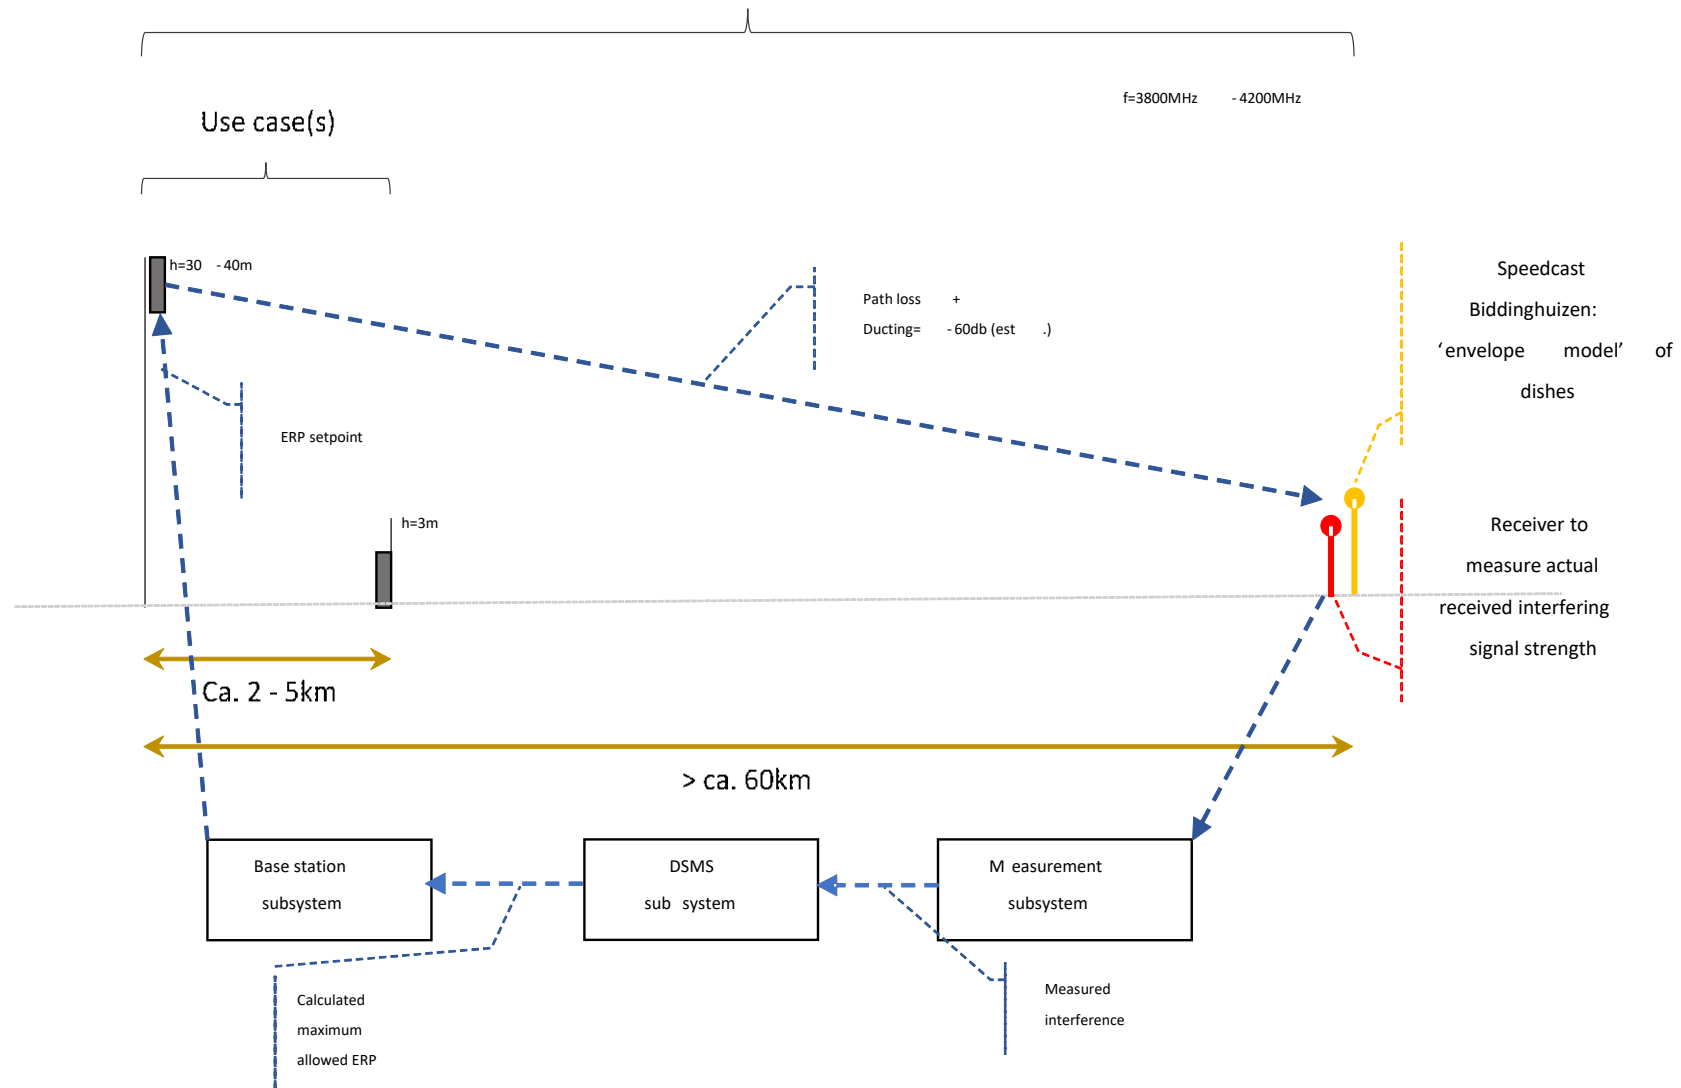 f=3800MHz - 4200MHz
Use case(s)
h=30 - 40m
Path loss +
Ducting= - 60db (est .)
Speedcast
Biddinghuizen:
‘envelope model’ of
dishes
ERP setpoint
h=3m
Receiver to
measure actual
received interfering
signal strength
Ca. 2 - 5km
> ca. 60km
Base station
subsystem
DSMS
sub system
M easurement
subsystem
Calculated
maximum
allowed ERP
Measured
interference